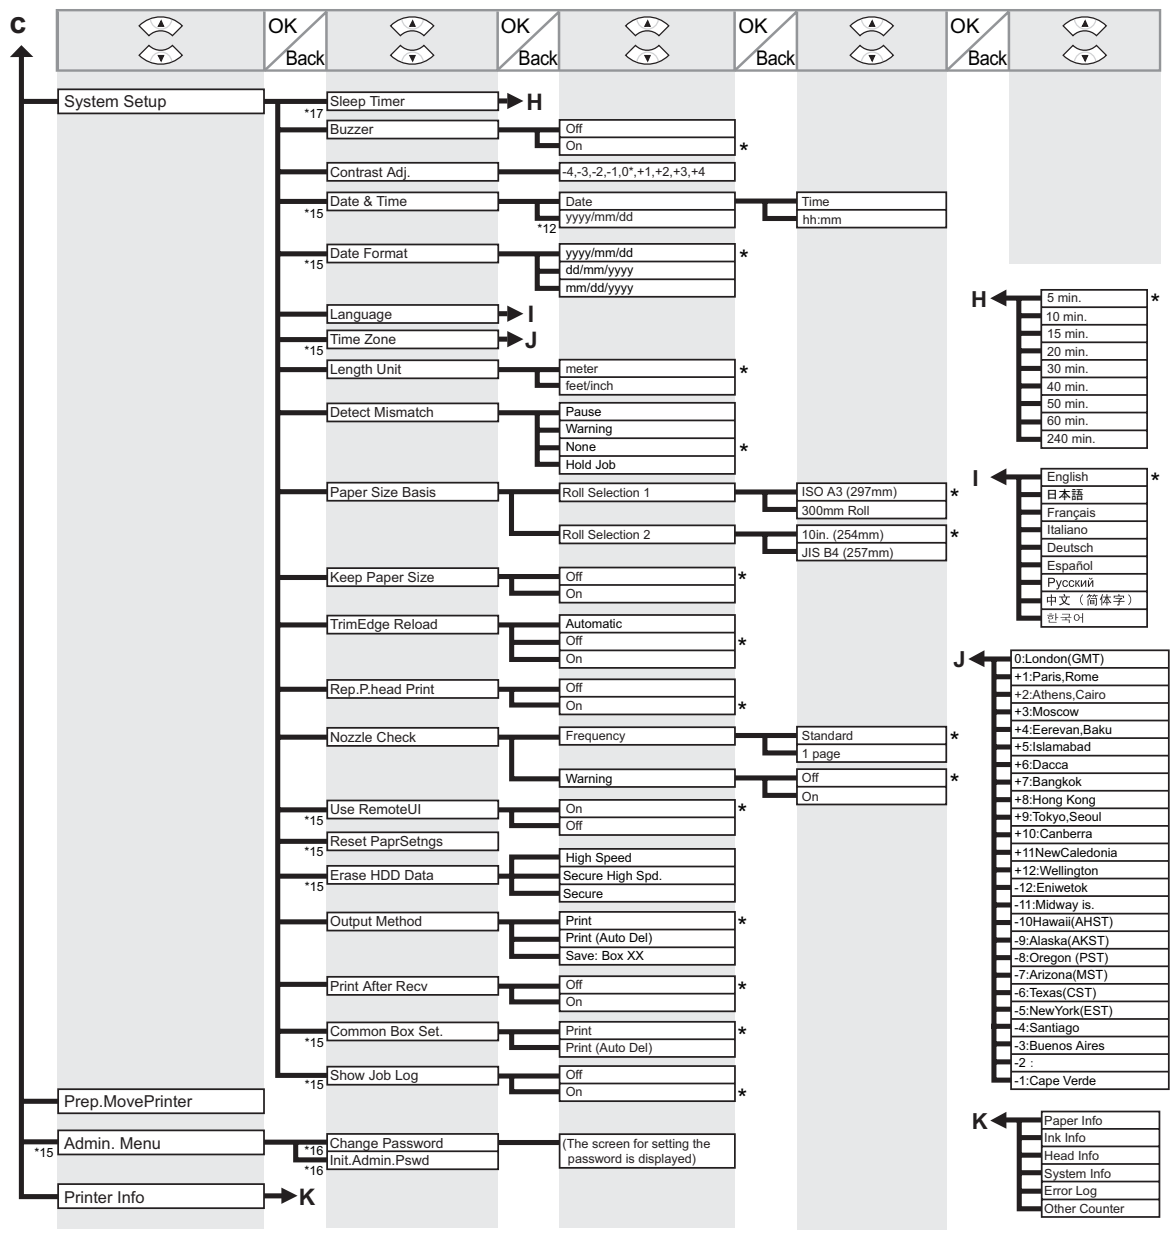 C
OK
Back
OK
Back
OK
Back
OK
Back
System Setup
*17
Sleep Timer
H
Buzzer
Off
On
*
Contrast Adj.
-4,-3,-2,-1,0*,+1,+2,+3,+4
*15
Date & Time
*12
Date
yyyy/mm/dd
Time
hh:mm
*15
Date Format
yyyy/mm/dd
*
dd/mm/yyyy
mm/dd/yyyy
Language
I
*15
Time Zone
J
Length Unit
meter
*
feet/inch
Detect Mismatch
Pause
Warning
None
*
Hold Job
Paper Size Basis
Roll Selection 1
ISO A3 (297mm)
*
300mm Roll
Roll Selection 2
10in. (254mm)
*
JIS B4 (257mm)
Keep Paper Size
Off
*
On
TrimEdge Reload
Automatic
Off
*
On
Rep.P.head Print
Off
On
*
Nozzle Check
Frequency
Standard
*
1 page
Warning
Off
*
On
*15
Use RemoteUI
On
*
Off
*15
Reset PaprSetngs
*15
Erase HDD Data
High Speed
Secure High Spd.
Secure
Output Method
Print
*
Print (Auto Del)
Save: Box XX
Print After Recv
Off
*
On
*15
Common Box Set.
Print
*
Print (Auto Del)
*15
Show Job Log
Off
On
*
Prep.MovePrinter
*15
Admin. Menu
*16
Change Password
(The screen for setting the
password is displayed)
*16
Init.Admin.Pswd
Printer Info
K
H
5 min.
*
10 min.
15 min.
20 min.
30 min.
40 min.
50 min.
60 min.
240 min.
I
English
*
日本語
Français
Italiano
Deutsch
Español
Русский
中文（简体字）
한국어
J
0:London(GMT)
+1:Paris,Rome
+2:Athens,Cairo
+3:Moscow
+4:Eerevan,Baku
+5:Islamabad
+6:Dacca
+7:Bangkok
+8:Hong Kong
+9:Tokyo,Seoul
+10:Canberra
+11NewCaledonia
+12:Wellington
-12:Eniwetok
-11:Midway is.
-10Hawaii(AHST)
-9:Alaska(AKST)
-8:Oregon (PST)
-7:Arizona(MST)
-6:Texas(CST)
-5:NewYork(EST)
-4:Santiago
-3:Buenos Aires
-2 :
-1:Cape Verde
K
Paper Info
Ink Info
Head Info
System Info
Error Log
Other Counter